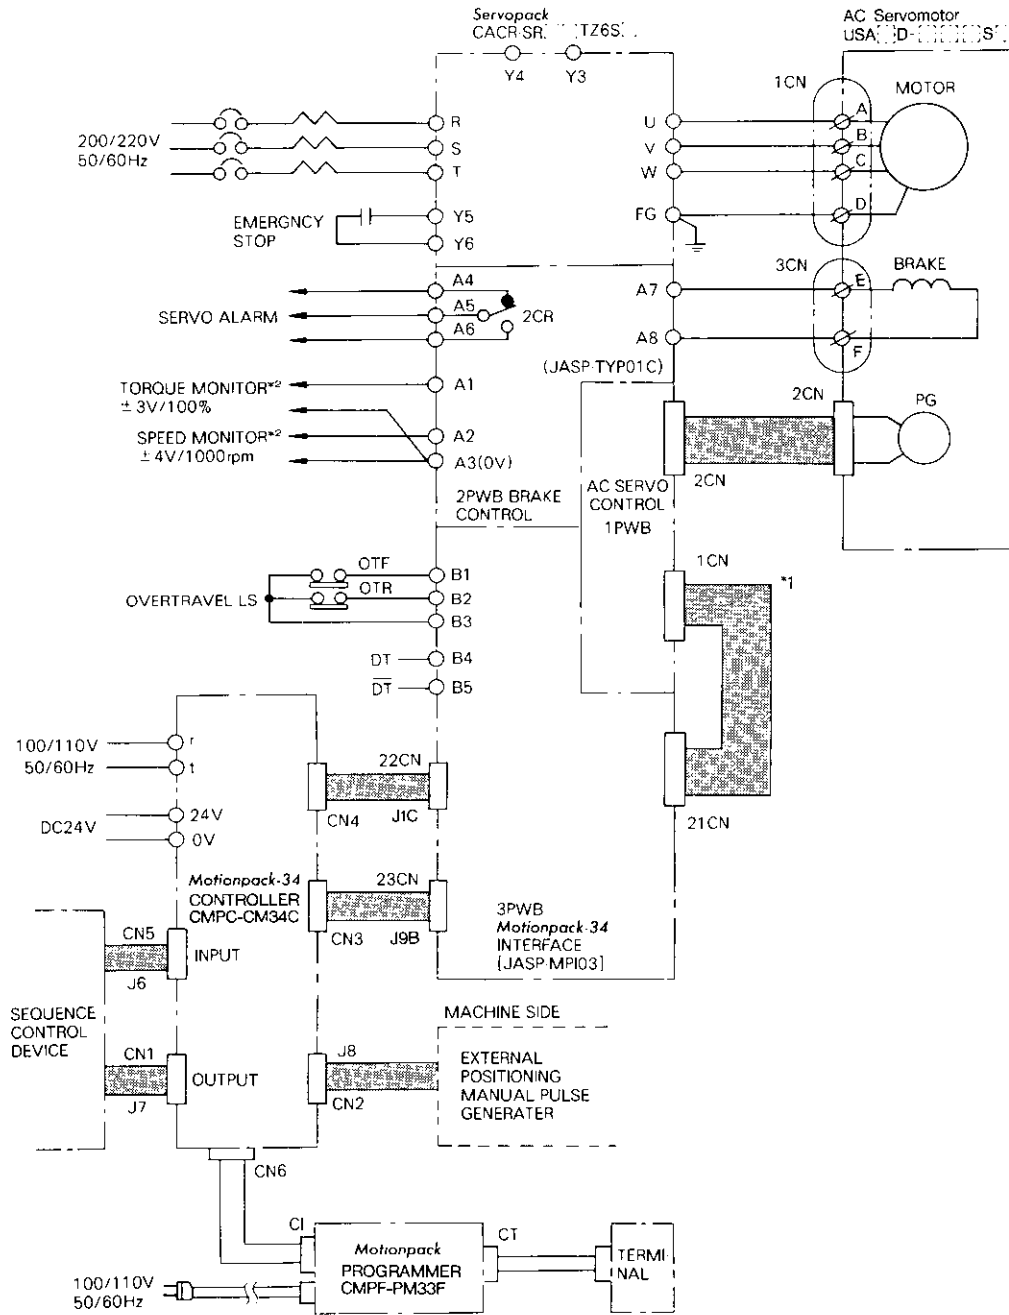 Servopack
CACR-SR TZ6S
AC Servomotor
USA D- S
Y4
Y3
1CN
MOTOR
200/220V
50/60Hz
R
S
T
U
V
W
FG
A
B
C
D
EMERGNCY
STOP
Y5
Y6
3CN
BRAKE
SERVO ALARM
A4
A5
A6
2CR
A7
A8
E
F
(JASP-TYP01C)
TORQUE MONITOR*2
± 3V/100%
A1
SPEED MONITOR*2
± 4V/1000rpm
A2
A3(0V)
2CN
PG
2CN
2PWB BRAKE
CONTROL
AC SERVO
CONTROL
1PWB
OVERTRAVEL LS
OTF
OTR
B1
B2
B3
1CN
*1
DT
B4
DT
B5
100/110V
50/60Hz
r
t
DC24V
24V
0V
22CN
CN4
J1C
21CN
Motionpack-34
CONTROLLER
CMPC-CM34C
23CN
CN3
J9B
3PWB
Motionpack-34
INTERFACE
[JASP-MPI03]
CN5
J6
INPUT
SEQUENCE
CONTROL
DEVICE
CN1
J7
OUTPUT
MACHINE SIDE
J8
CN2
EXTERNAL
POSITIONING
MANUAL PULSE
GENERATER
CN6
CI
Motionpack
PROGRAMMER
CMPF-PM33F
CT
TERMI-
NAL
100/110V
50/60Hz